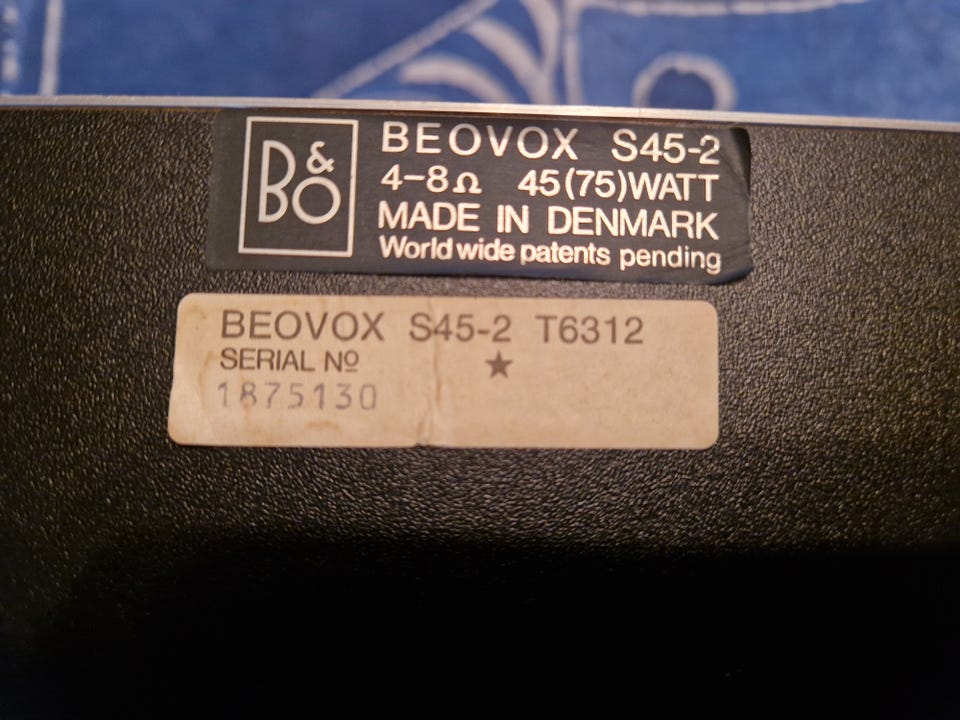 B&O
BEOVOX S45-2
4-8Ω 45(75)WATT
MADE IN DENMARK
World wide patents pending
BEOVOX S45-2 T6312
SERIAL Nº ★
1875130